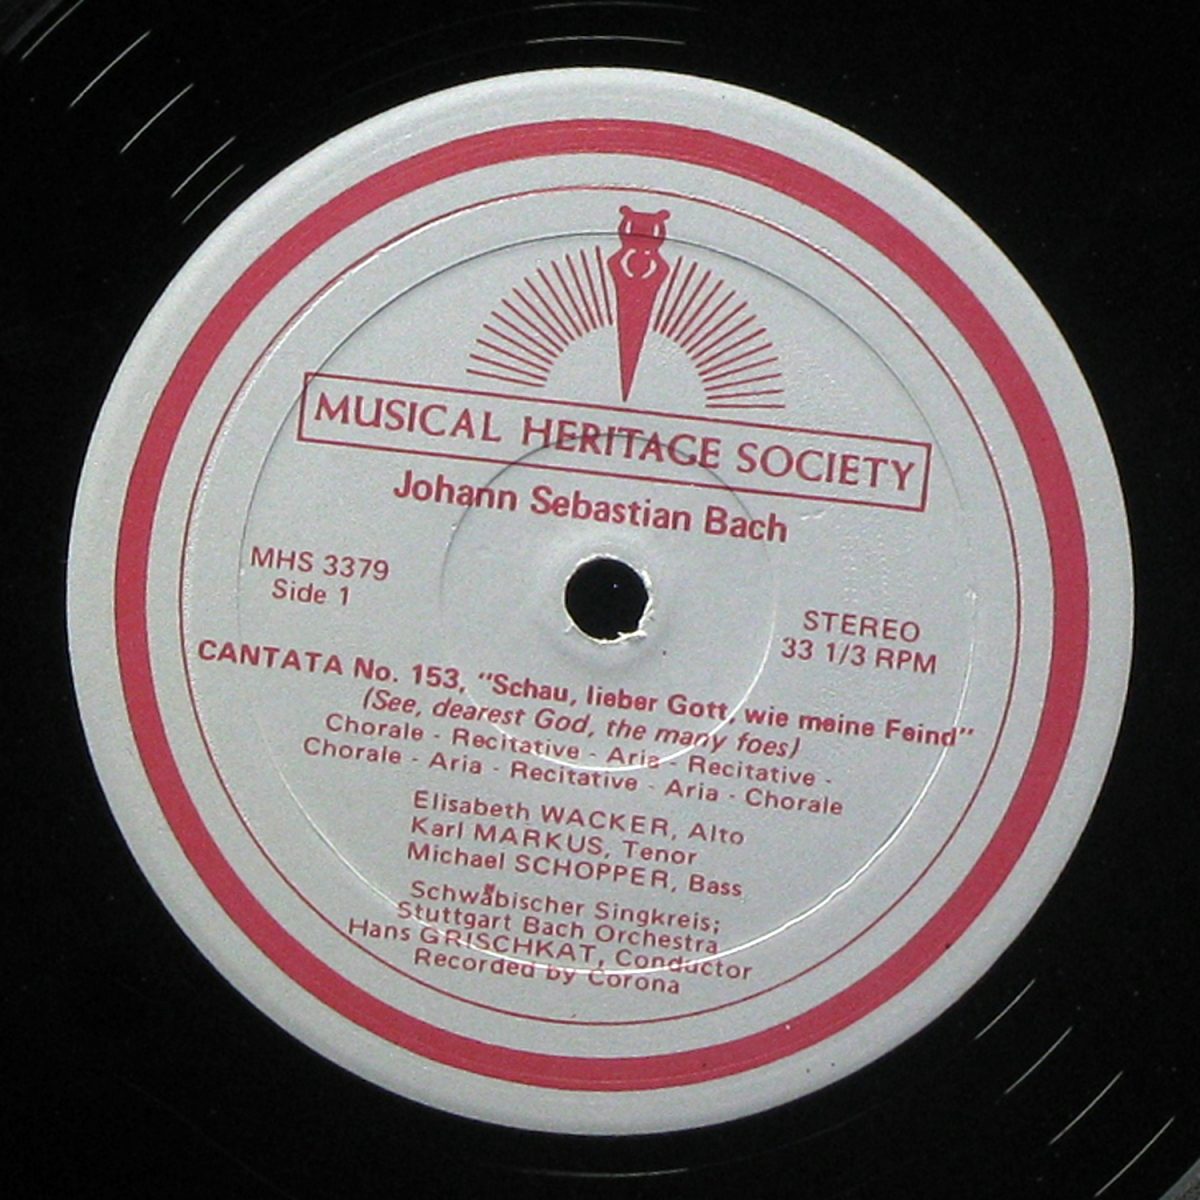 MUSICAL HERITAGE SOCIETY
Johann Sebastian Bach
MHS 3379
Side 1
STEREO
33 1/3 RPM
CANTATA No. 153, "Schau, lieber Gott, wie meine Feind"
(See, dearest God, the many foes)
Chorale - Recitative - Aria - Recitative -
Chorale - Aria - Recitative - Aria - Chorale
Elisabeth WACKER, Alto
Karl MARKUS, Tenor
Michael SCHOPPER, Bass
Schwäbischer Singkreis;
Stuttgart Bach Orchestra
Hans GRISCHKAT, Conductor
Recorded by Corona